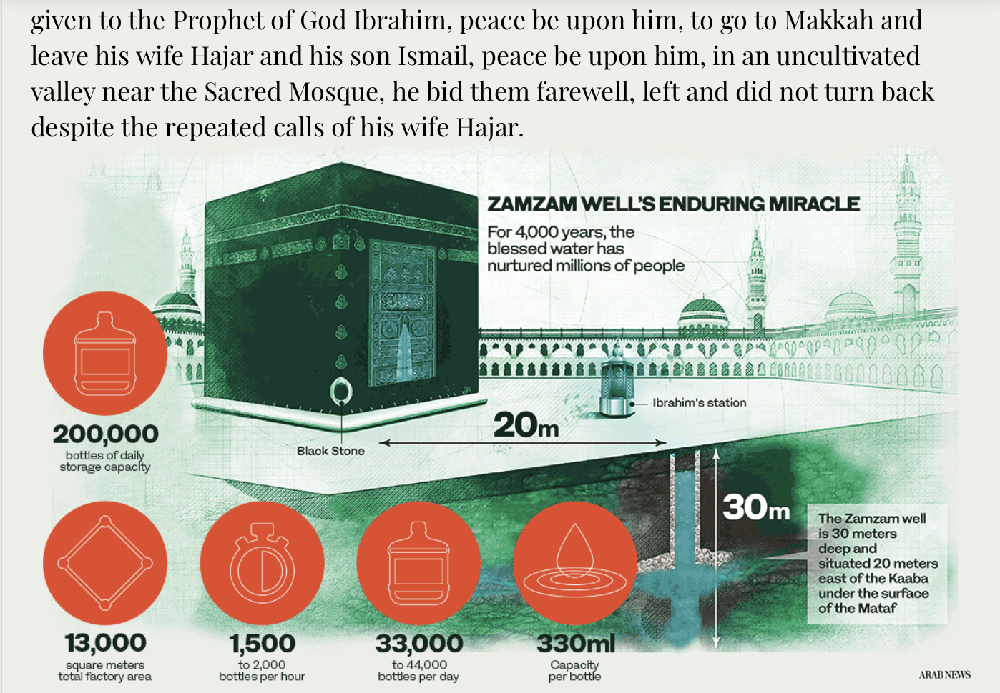 given to the Prophet of God Ibrahim, peace be upon him, to go to Makkah and
leave his wife Hajar and his son Ismail, peace be upon him, in an uncultivated
valley near the Sacred Mosque, he bid them farewell, left and did not turn back
despite the repeated calls of his wife Hajar.
ZAMZAM WELL'S ENDURING MIRACLE
For 4,000 years, the
blessed water has
nurtured millions of people
Ibrahim's station
20m
Black Stone
200,000
bottles of daily
storage capacity
30m
The Zamzam well
is 30 meters
deep and
situated 20 meters
east of the Kaaba
under the surface
of the Mataf
13,000
square meters
total factory area
1,500
to 2,000
bottles per hour
33,000
to 44,000
bottles per day
330ml
Capacity
per bottle
ARAB NEWS